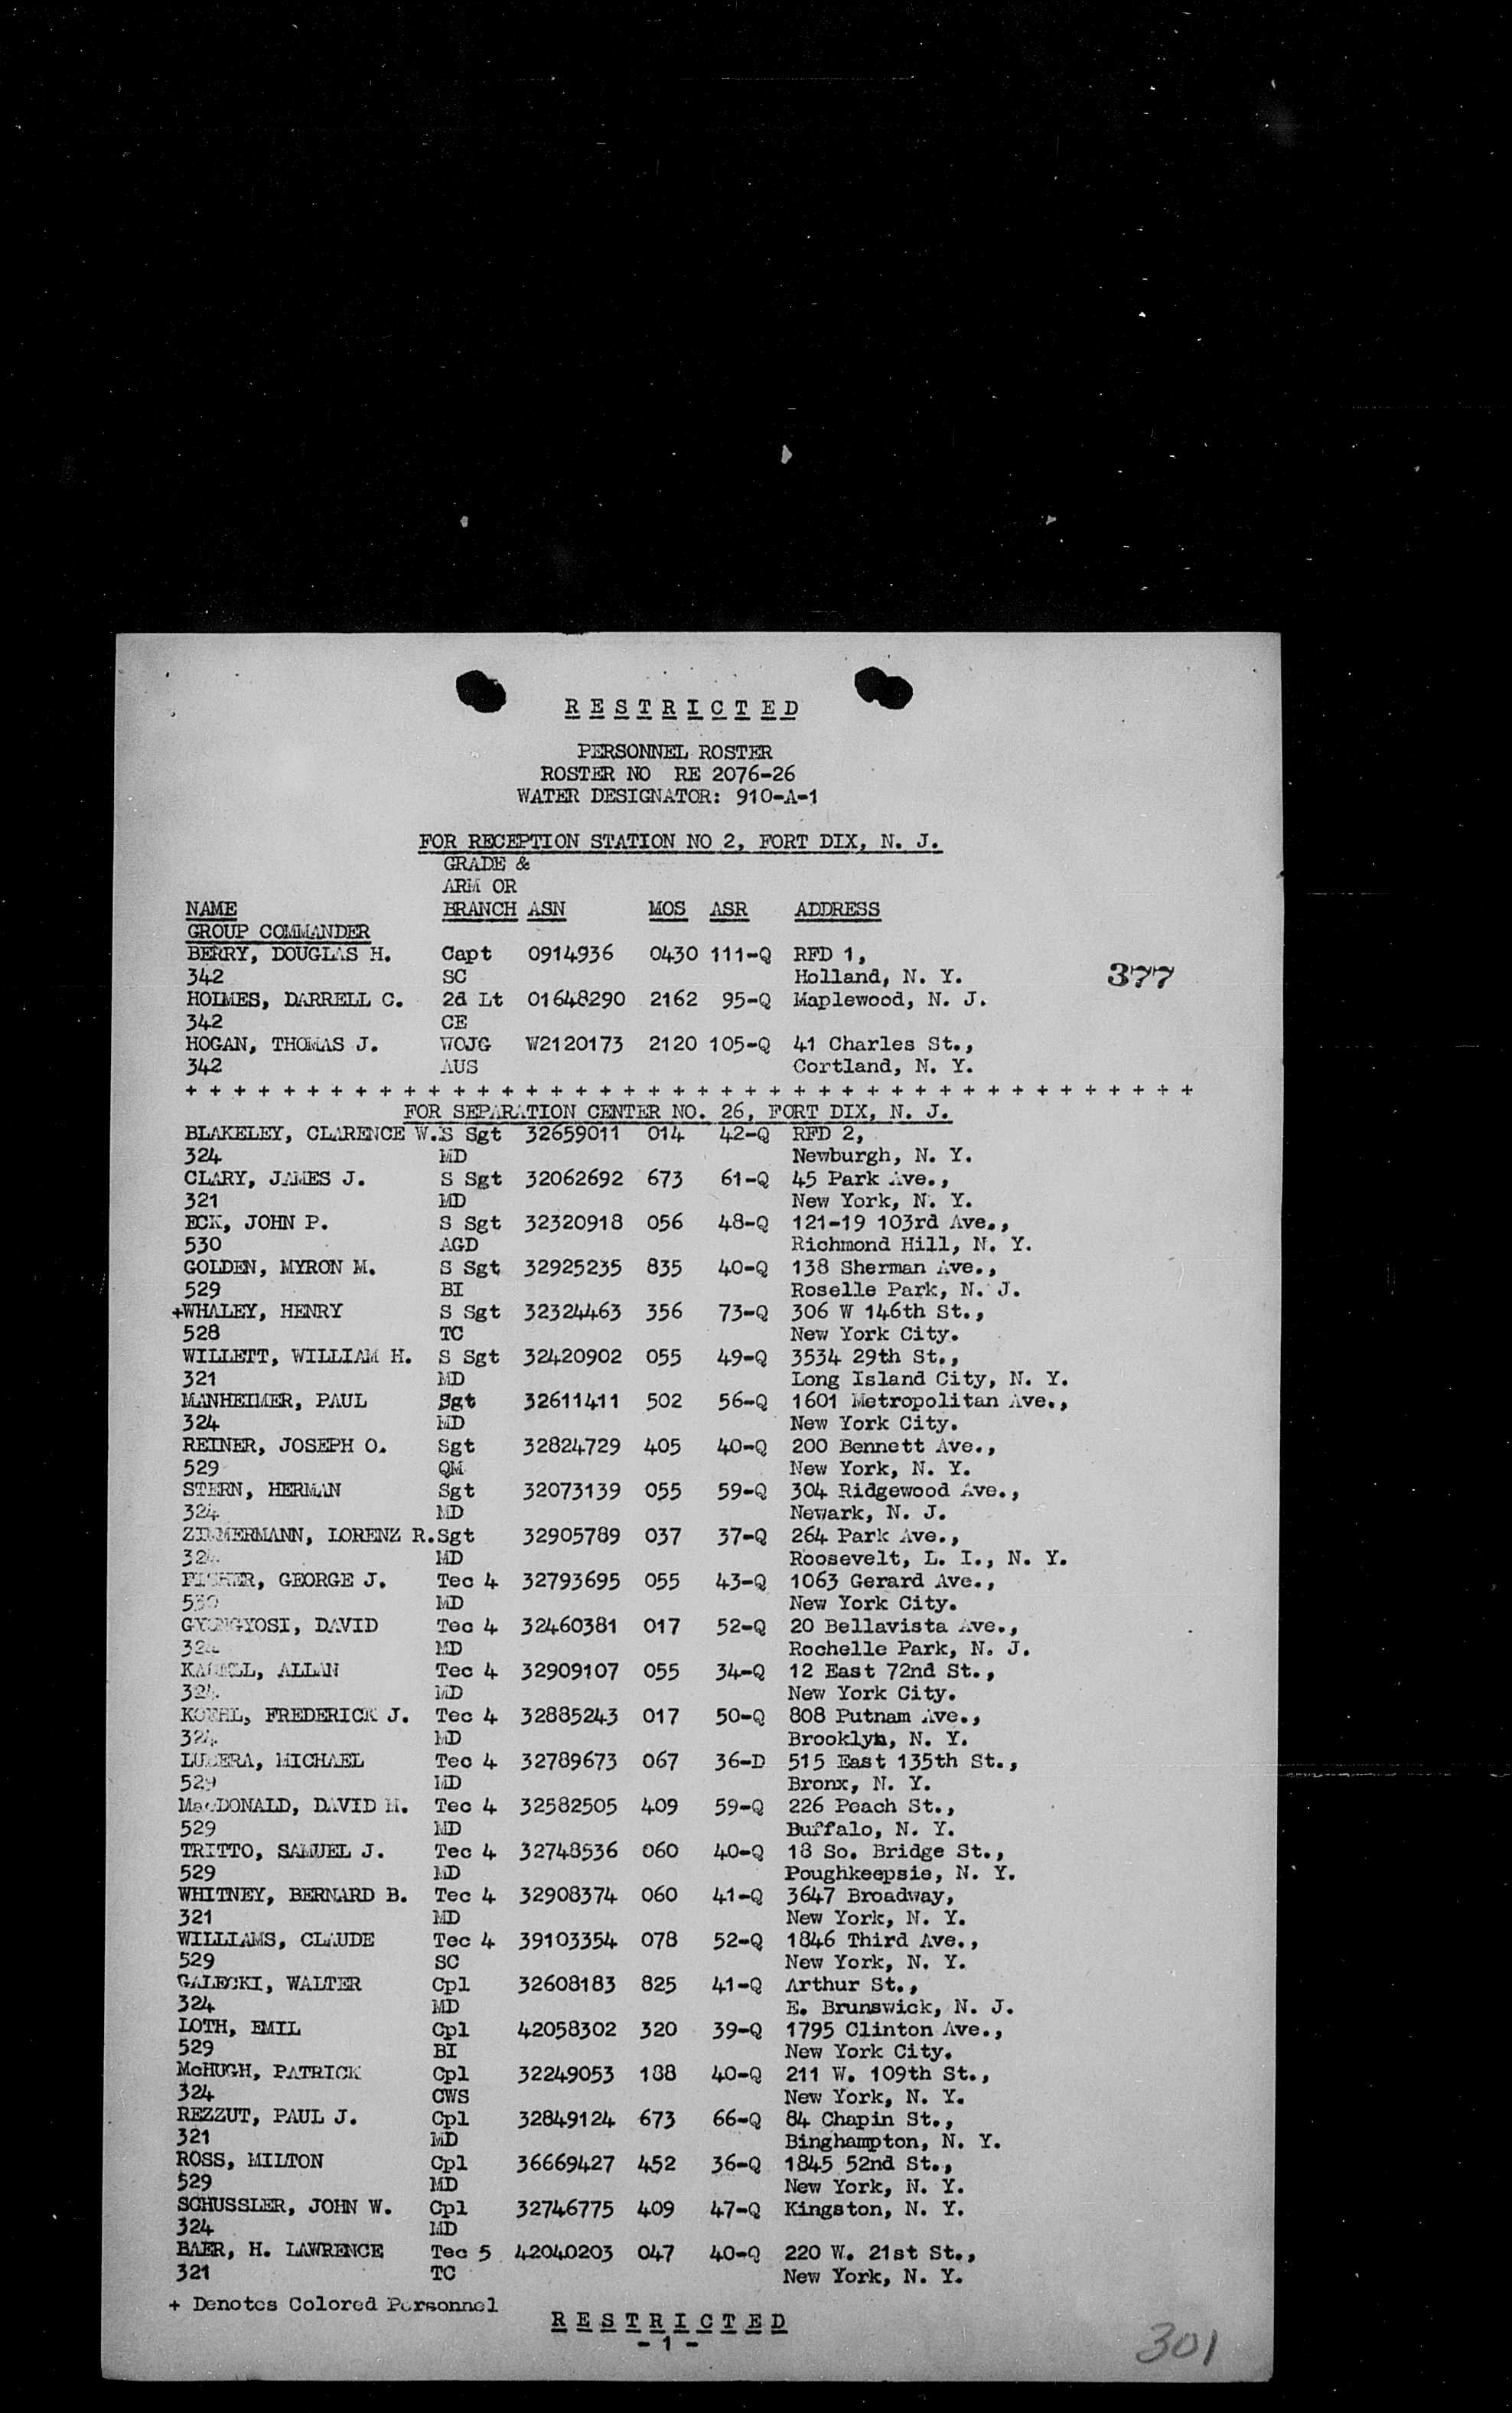 RESTRICTED
PERSONNEL ROSTER
ROSTER NO RE 2076-26
WATER DESIGNATOR: 910-A-1
FOR RECEPTION STATION NO 2, FORT DIX, N. J.
GRADE &
ARM OR
NAME BRANCH ASN MOS ASR ADDRESS
GROUP COMMANDER
BERRY, DOUGLAS H. Capt 0914936 0430 111-Q RFD 1,
342 SC Holland, N. Y.
377
HOLMES, DARRELL C. 2d Lt 01648290 2162 95-Q Maplewood, N. J.
342 CE
HOGAN, THOMAS J. WOJG W2120173 2120 105-Q 41 Charles St.,
342 AUS Cortland, N. Y.
+ + + + + + + + + + + + + + + + + + + + + + + + + + + + + + + + + + + + + + + + + +
FOR SEPARATION CENTER NO. 26, FORT DIX, N. J.
BLAKELEY, CLARENCE W. S Sgt 32659011 014 42-Q RFD 2,
324 MD Newburgh, N. Y.
CLARY, JAMES J. S Sgt 32062692 673 61-Q 45 Park Ave.,
321 MD New York, N. Y.
ECK, JOHN P. S Sgt 32320918 056 48-Q 121-19 103rd Ave.,
530 AGD Richmond Hill, N. Y.
GOLDEN, MYRON M. S Sgt 32925235 835 40-Q 138 Sherman Ave.,
529 BI Roselle Park, N. J.
+WHALEY, HENRY S Sgt 32324463 356 73-Q 306 W 146th St.,
528 TC New York City.
WILLETT, WILLIAM H. S Sgt 32420902 055 49-Q 3534 29th St.,
321 MD Long Island City, N. Y.
MANHEIMER, PAUL Sgt 32611411 502 56-Q 1601 Metropolitan Ave.,
324 MD New York City.
REINER, JOSEPH O. Sgt 32824729 405 40-Q 200 Bennett Ave.,
529 QM New York, N. Y.
STERN, HERMAN Sgt 32073139 055 59-Q 304 Ridgewood Ave.,
324 MD Newark, N. J.
ZIMMERMANN, LORENZ R. Sgt 32905789 037 37-Q 264 Park Ave.,
324 MD Roosevelt, L. I., N. Y.
GEORGE J. Tec 4 32793695 055 43-Q 1063 Gerard Ave.,
530 MD New York City.
GYONGYOSI, DAVID Tec 4 32460381 017 52-Q 20 Bellavista Ave.,
324 MD Rochelle Park, N. J.
ALLAN Tec 4 32909107 055 34-Q 12 East 72nd St.,
324 MD New York City.
FREDERICK J. Tec 4 32885243 017 50-Q 808 Putnam Ave.,
324 MD Brooklyn, N. Y.
MICHAEL Tec 4 32789673 067 36-D 515 East 135th St.,
529 MD Bronx, N. Y.
MacDONALD, DAVID M. Tec 4 32582505 409 59-Q 226 Peach St.,
529 MD Buffalo, N. Y.
TRITTO, SAMUEL J. Tec 4 32748536 060 40-Q 18 So. Bridge St.,
529 MD Poughkeepsie, N. Y.
WHITNEY, BERNARD B. Tec 4 32908374 060 41-Q 3647 Broadway,
321 MD New York, N. Y.
WILLIAMS, CLAUDE Tec 4 39103354 078 52-Q 1846 Third Ave.,
529 SC New York, N. Y.
GALECKI, WALTER Cpl 32608183 825 41-Q Arthur St.,
324 MD E. Brunswick, N. J.
LOTH, EMIL Cpl 42058302 320 39-Q 1795 Clinton Ave.,
529 BI New York City.
McHUGH, PATRICK Cpl 32249053 188 40-Q 211 W. 109th St.,
324 CWS New York, N. Y.
REZZUT, PAUL J. Cpl 32849124 673 66-Q 84 Chapin St.,
321 MD Binghampton, N. Y.
ROSS, MILTON Cpl 36669427 452 36-Q 1845 52nd St.,
529 MD New York, N. Y.
SCHUSSLER, JOHN W. Cpl 32746775 409 47-Q Kingston, N. Y.
324 MD
BAER, H. LAWRENCE Tec 5 42040203 047 40-Q 220 W. 21st St.,
321 TC New York, N. Y.
+ Denotes Colored Personnel
RESTRICTED
- 1 -
301